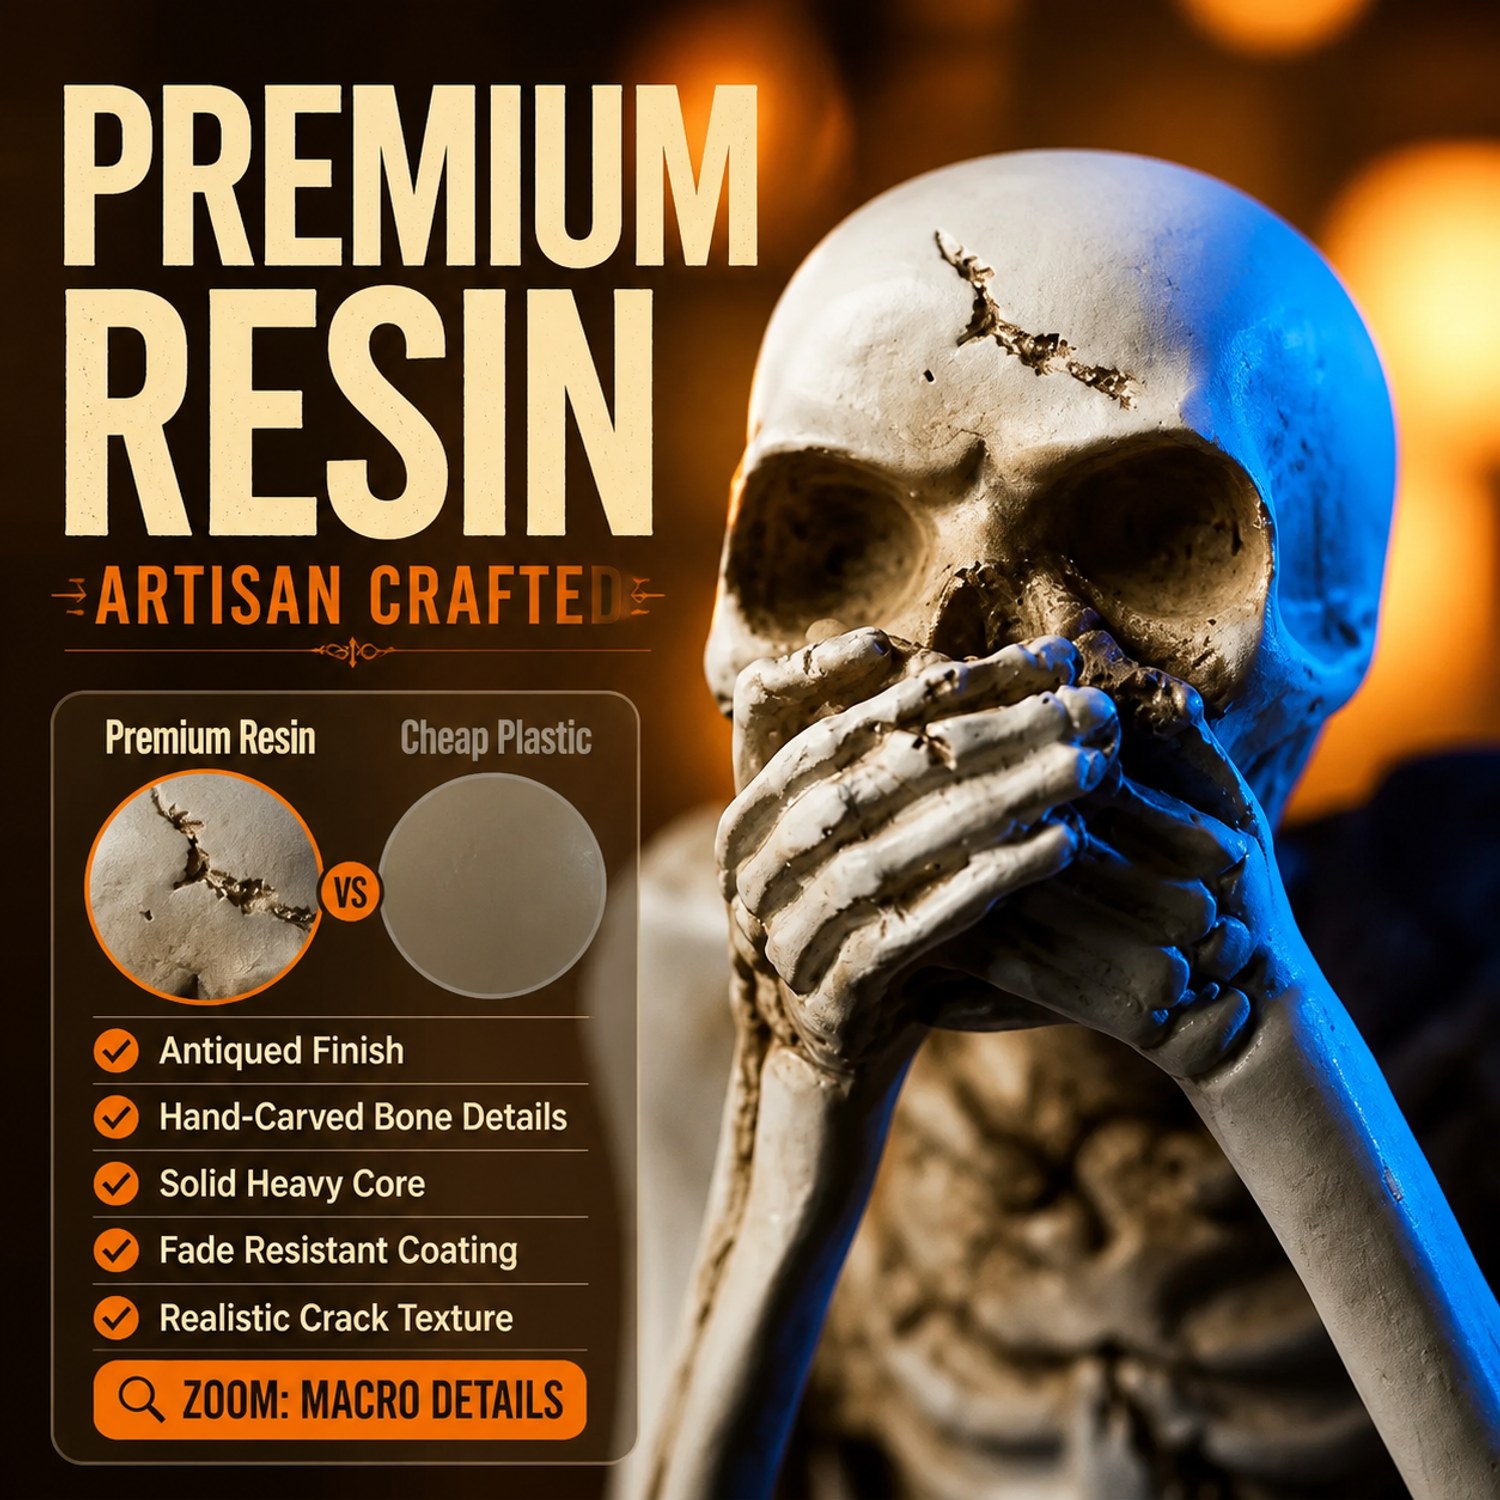 PREMIUM
RESIN
ARTISAN CRAFTED
Premium Resin
Cheap Plastic
VS
Antiqued Finish
Hand-Carved Bone Details
Solid Heavy Core
Fade Resistant Coating
Realistic Crack Texture
ZOOM: MACRO DETAILS